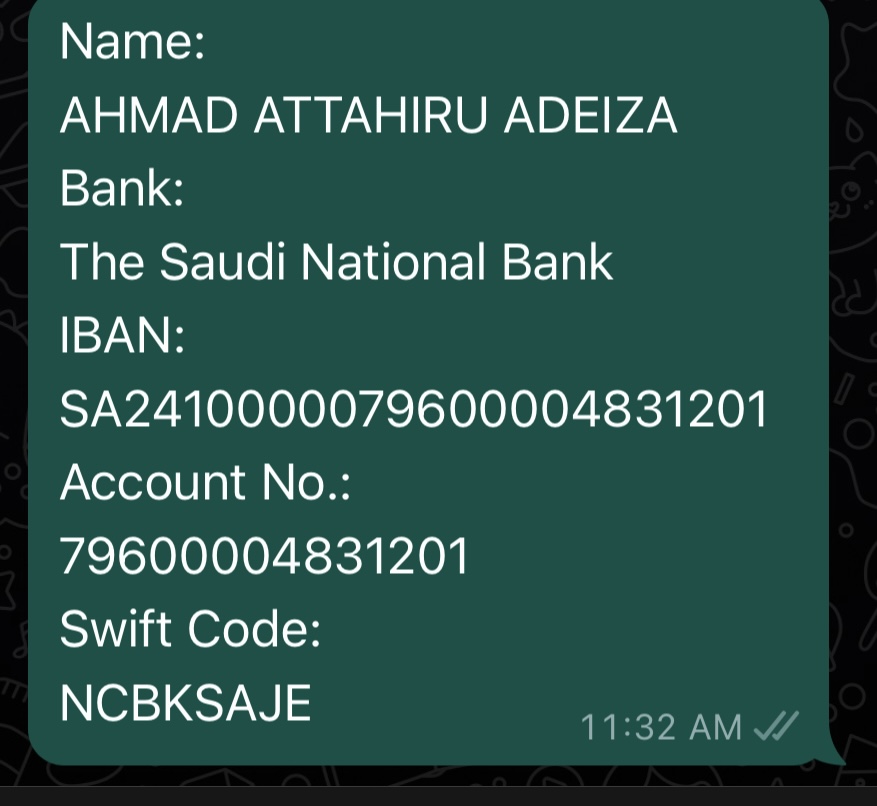 Name:
AHMAD ATTAHIRU ADEIZA
Bank:
The Saudi National Bank
IBAN:
SA2410000079600004831201
Account No.:
79600004831201
Swift Code:
NCBKSAJE
11:32 AM